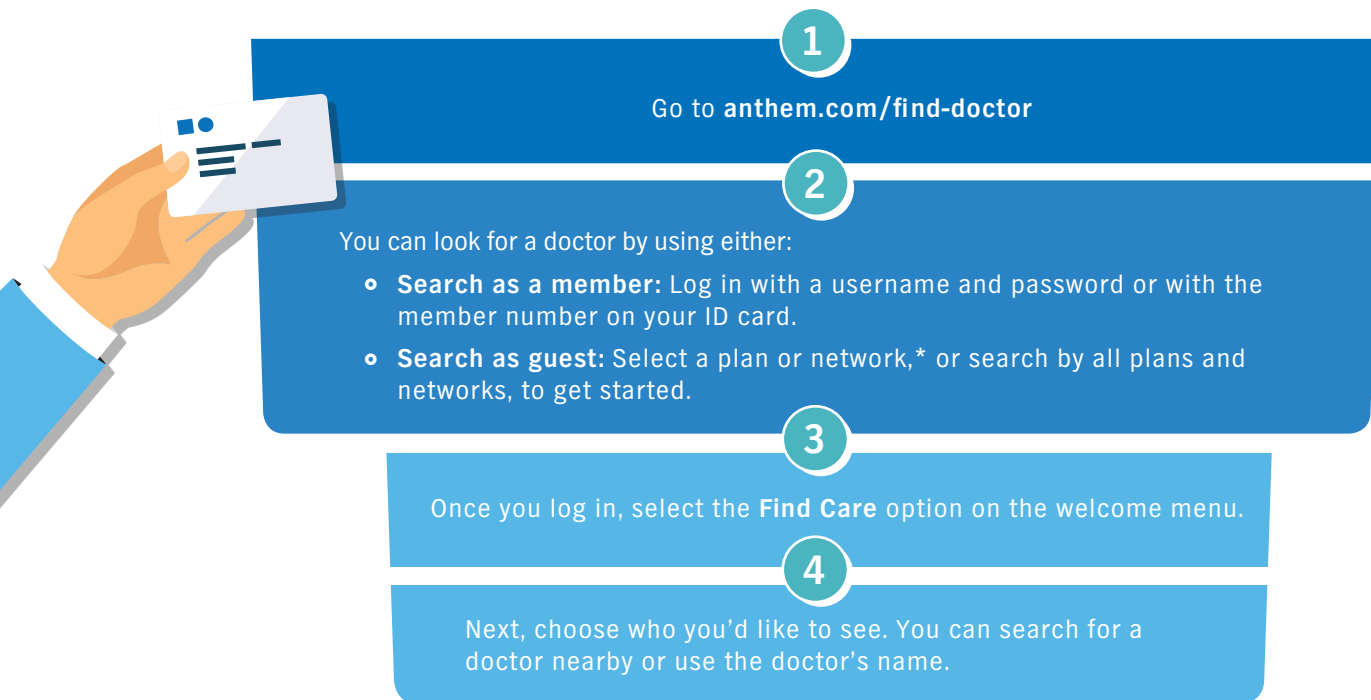 1
Go to anthem.com/find-doctor
2
You can look for a doctor by using either:
Search as a member: Log in with a username and password or with the
member number on your ID card.
Search as guest: Select a plan or network,* or search by all plans and
networks, to get started.
3
Once you log in, select the Find Care option on the welcome menu.
4
Next, choose who you’d like to see. You can search for a
doctor nearby or use the doctor’s name.